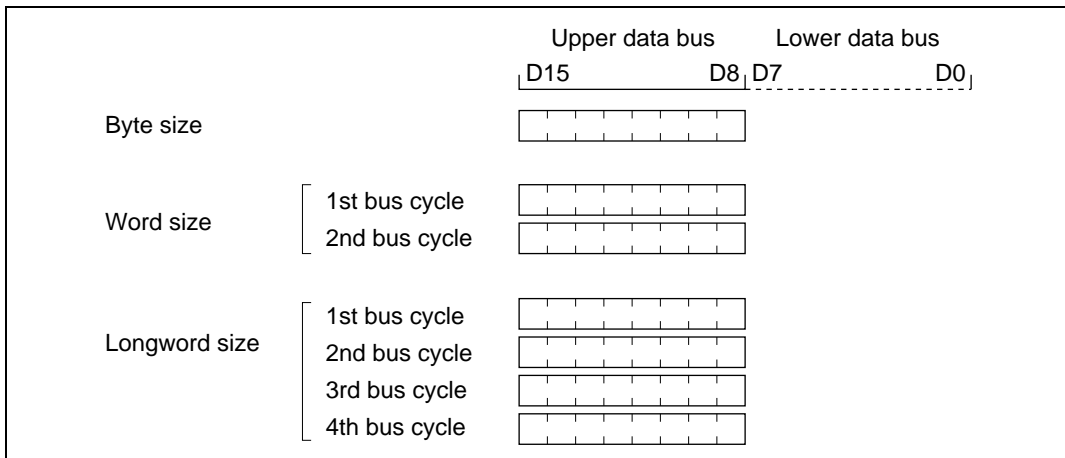 Upper data bus Lower data bus
D15 D8 D7 D0
Byte size
Word size
1st bus cycle
2nd bus cycle
Longword size
1st bus cycle
2nd bus cycle
3rd bus cycle
4th bus cycle